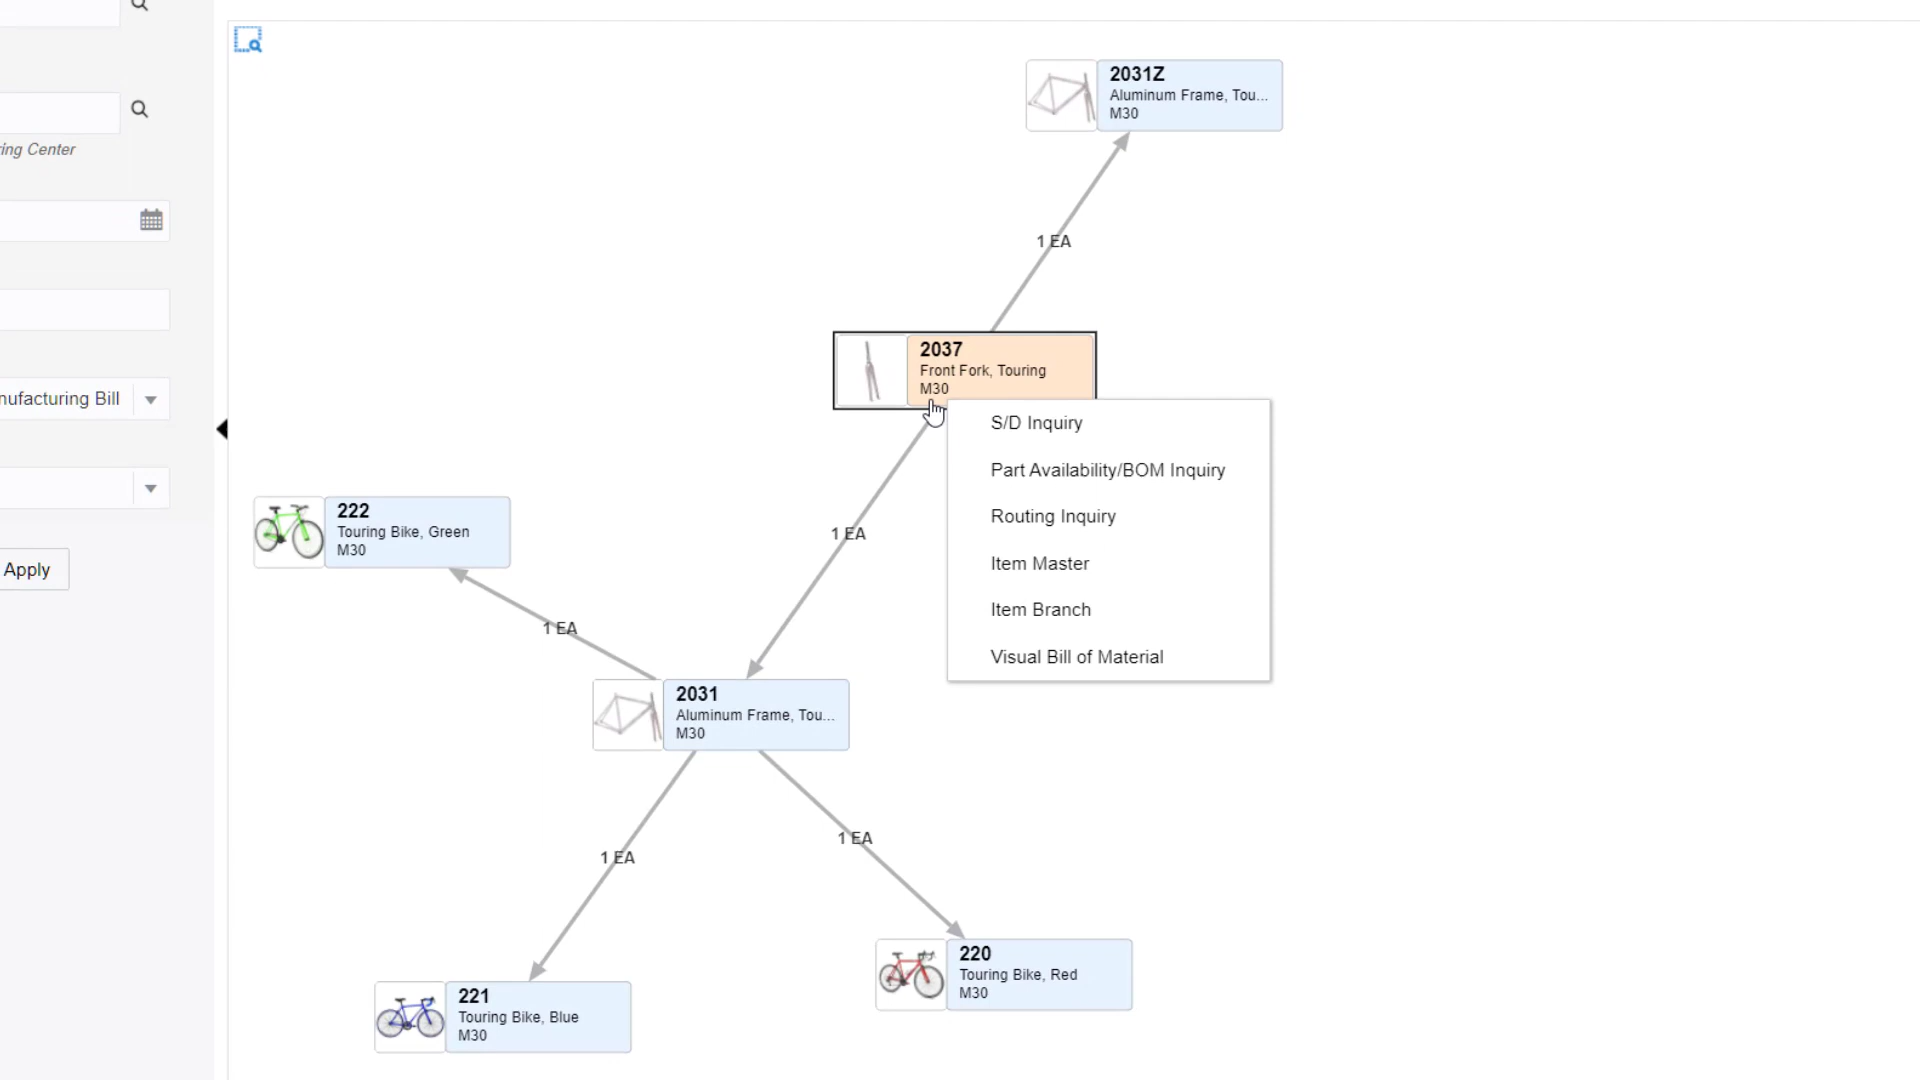 ring Center
nufacturing Bill
Apply
2031Z
Aluminum Frame, Tou...
M30
1 EA
2037
Front Fork, Touring
M30
S/D Inquiry
Part Availability/BOM Inquiry
Routing Inquiry
Item Master
Item Branch
Visual Bill of Material
1 EA
222
Touring Bike, Green
M30
1 EA
2031
Aluminum Frame, Tou...
M30
1 EA
1 EA
220
Touring Bike, Red
M30
221
Touring Bike, Blue
M30